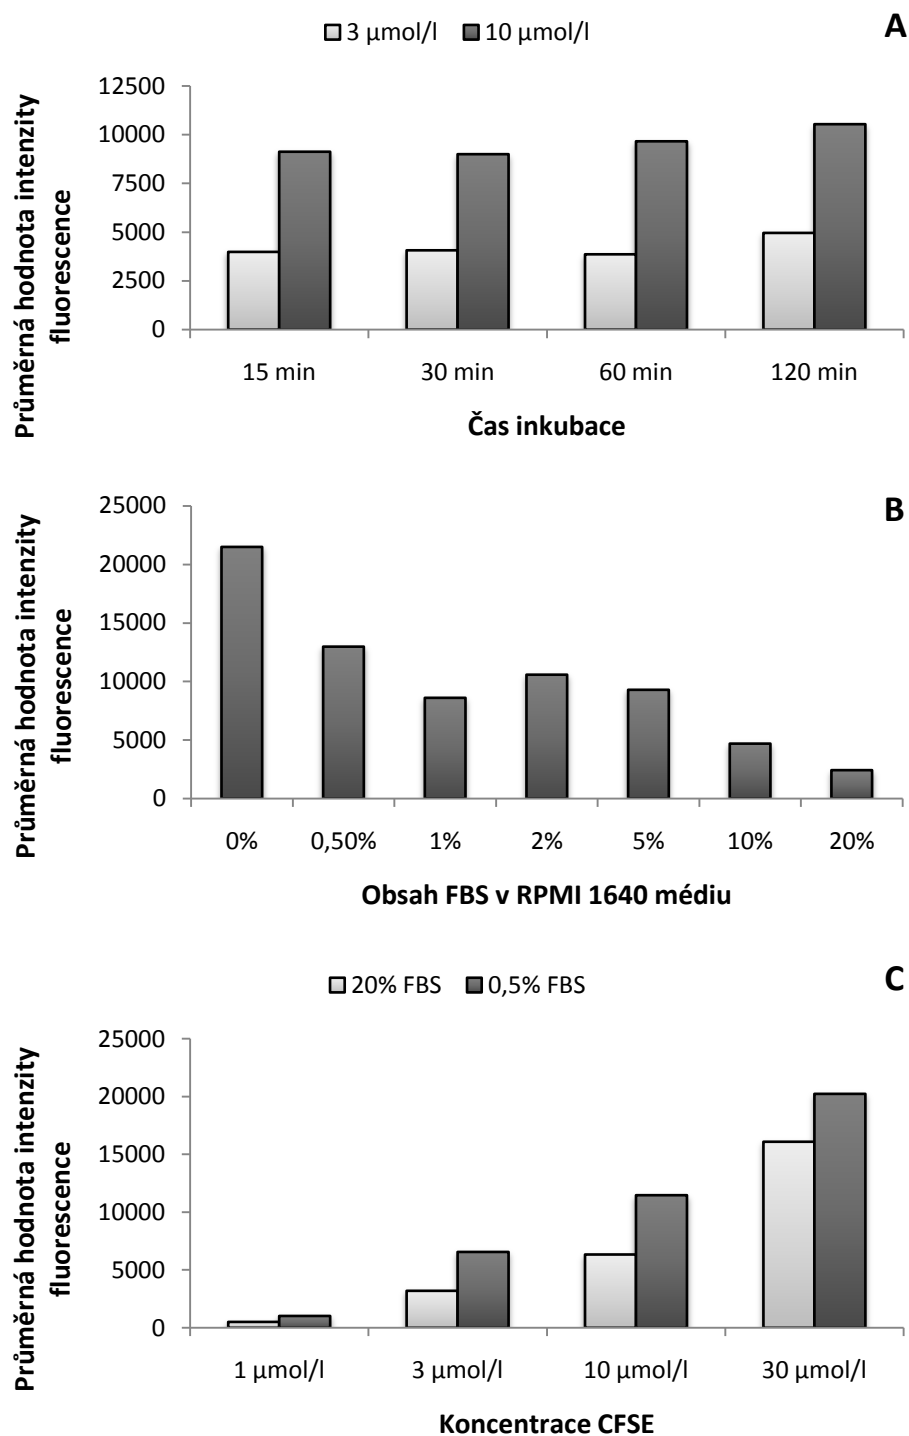 3 µmol/l 10 µmol/l
A
Průměrná hodnota intenzity
fluorescence
12500
10000
7500
5000
2500
0
15 min 30 min 60 min 120 min
Čas inkubace
B
Průměrná hodnota intenzity
fluorescence
25000
20000
15000
10000
5000
0
0% 0,50% 1% 2% 5% 10% 20%
Obsah FBS v RPMI 1640 médiu
20% FBS 0,5% FBS
C
Průměrná hodnota intenzity
fluorescence
25000
20000
15000
10000
5000
0
1 µmol/l 3 µmol/l 10 µmol/l 30 µmol/l
Koncentrace CFSE